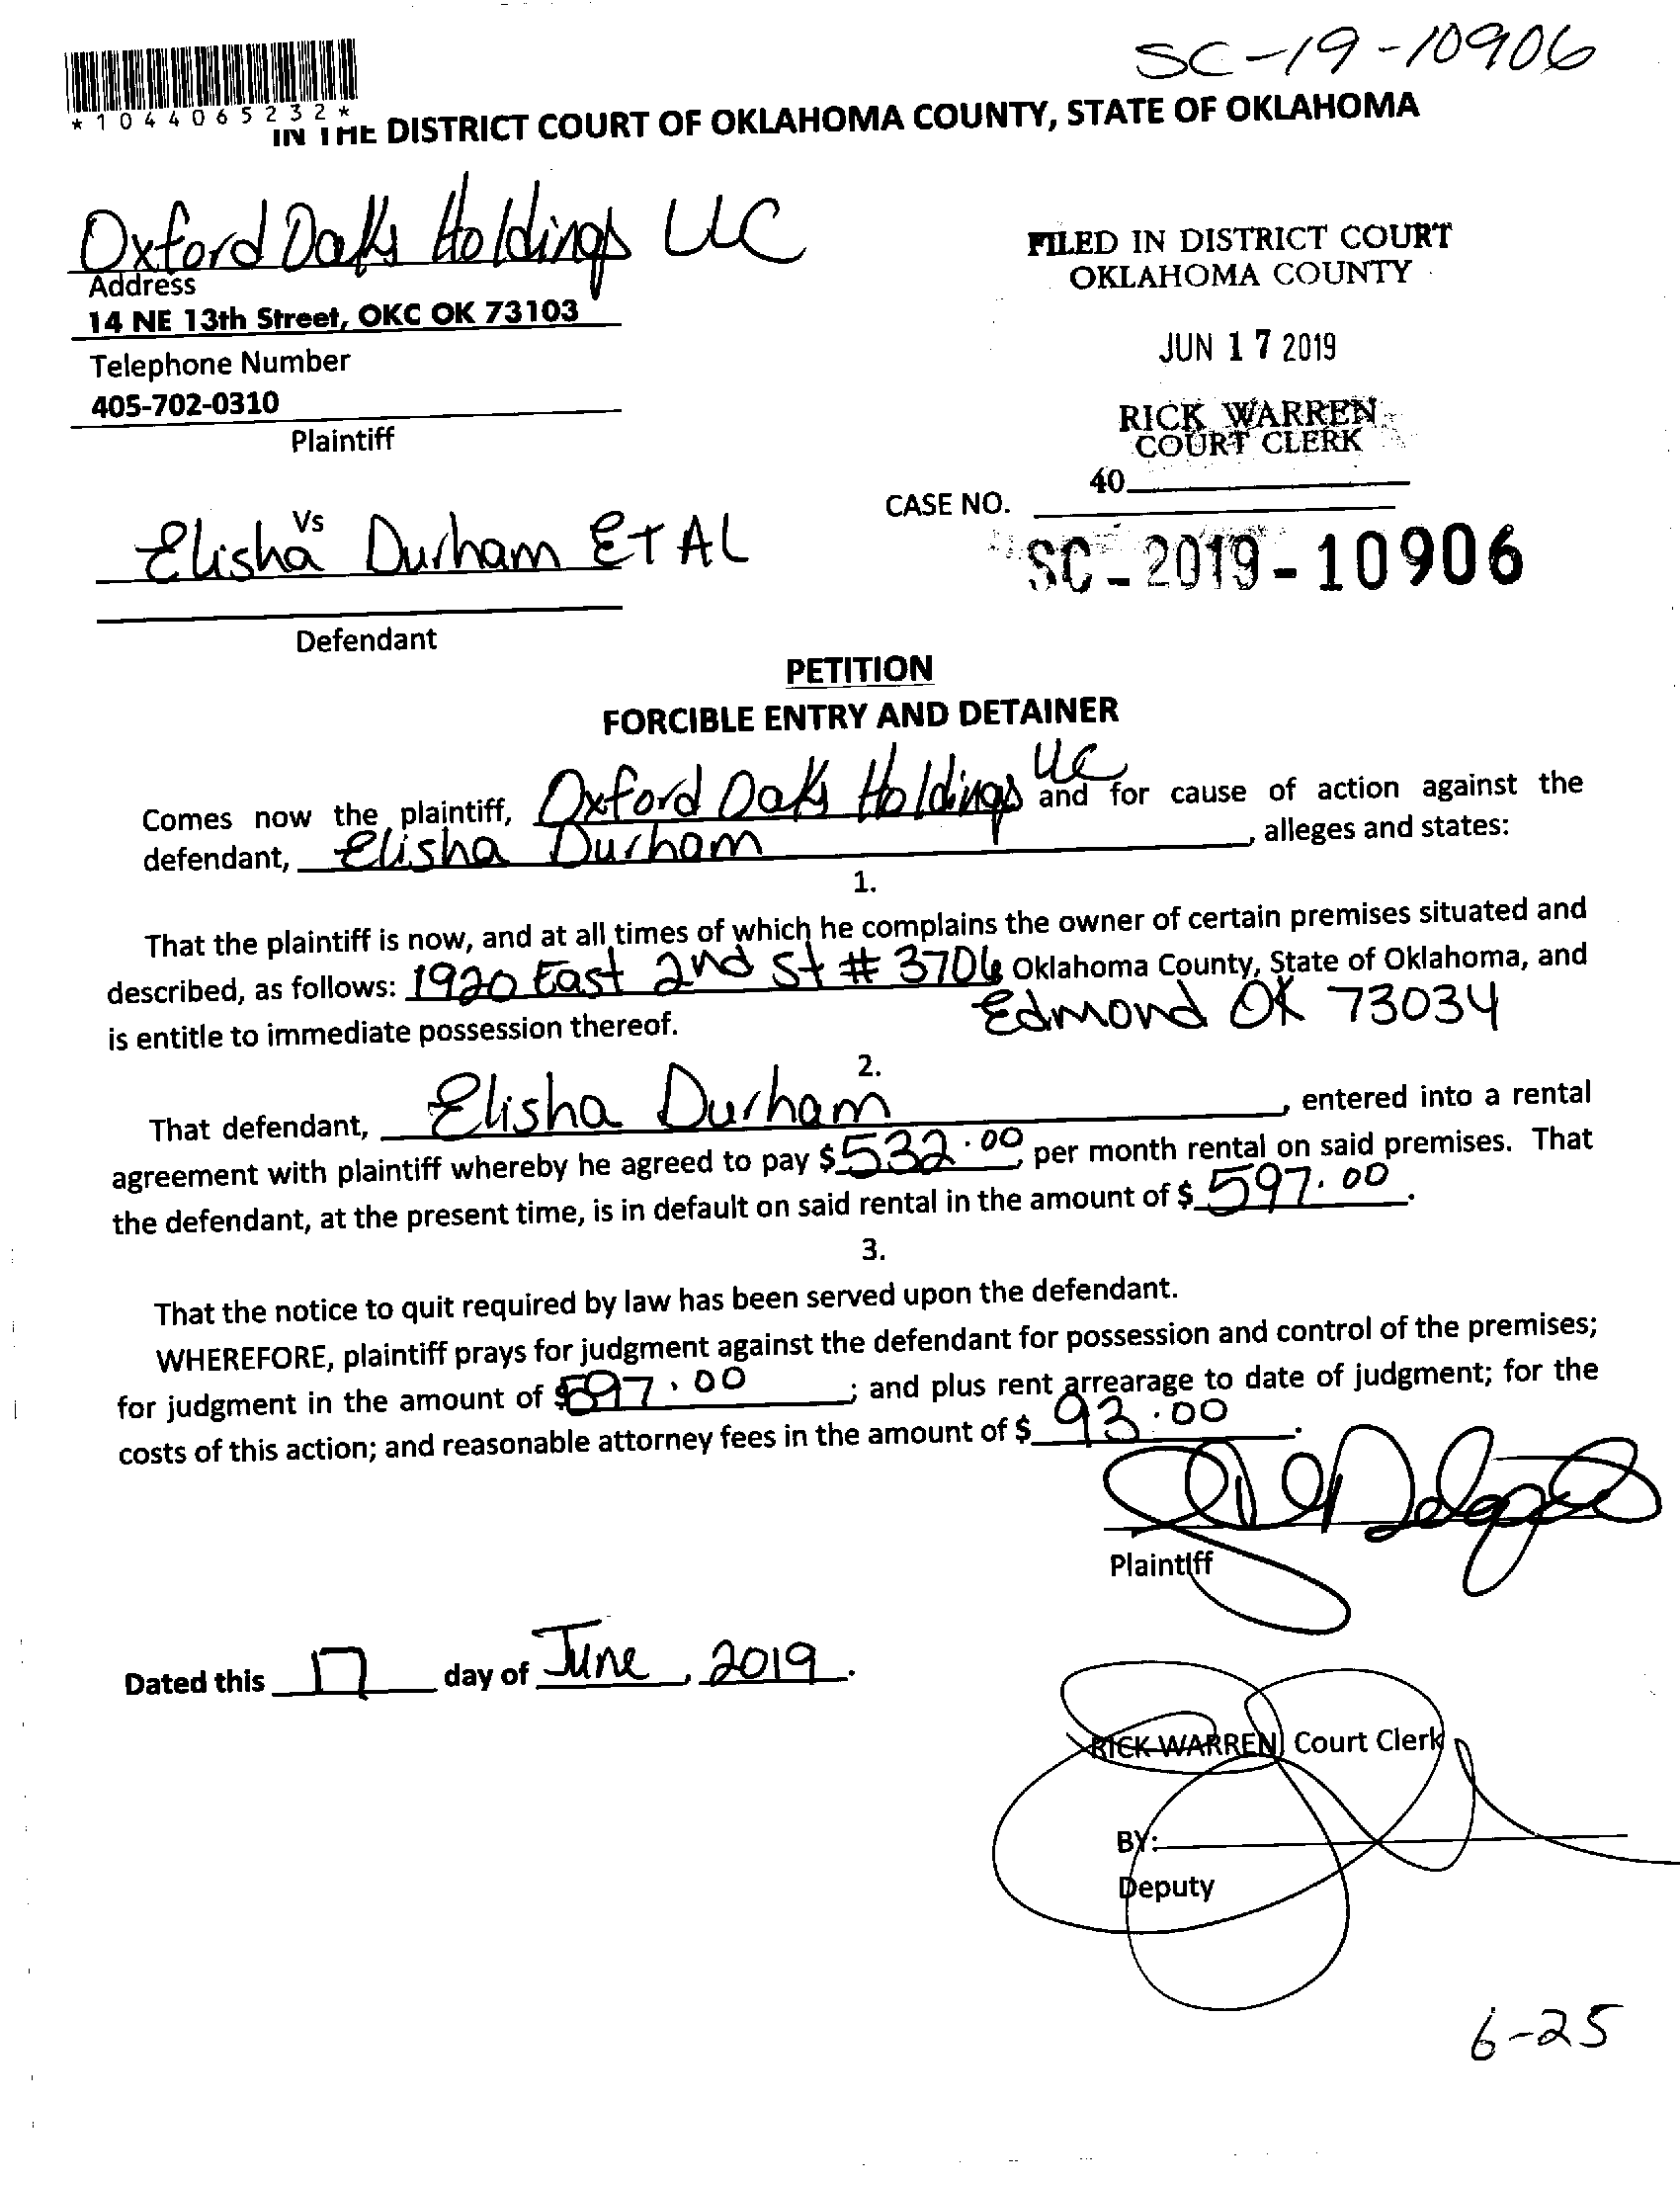 SC-19-10906
*1044065232*
IN THE DISTRICT COURT OF OKLAHOMA COUNTY, STATE OF OKLAHOMA
Oxford Oaks Holdings LLC
Address
14 NE 13th Street, OKC OK 73103
Telephone Number
405-702-0310
Plaintiff
FILED IN DISTRICT COURT
OKLAHOMA COUNTY
JUN 17 2019
RICK WARREN
COURT CLERK
40
CASE NO.
SC-2019-10906
Vs
Elisha Durham ET AL
Defendant
PETITION
FORCIBLE ENTRY AND DETAINER
Comes now the plaintiff, Oxford Oaks Holdings LLC and for cause of action against the
defendant, Elisha Durham, alleges and states:
1.
That the plaintiff is now, and at all times of which he complains the owner of certain premises situated and
described, as follows: 1920 East 2nd St # 3706 Oklahoma County, State of Oklahoma, and
is entitle to immediate possession thereof. Edmond OK 73034
2.
That defendant, Elisha Durham, entered into a rental
agreement with plaintiff whereby he agreed to pay $532.00, per month rental on said premises. That
the defendant, at the present time, is in default on said rental in the amount of $597.00.
3.
That the notice to quit required by law has been served upon the defendant.
WHEREFORE, plaintiff prays for judgment against the defendant for possession and control of the premises;
for judgment in the amount of $597.00; and plus rent arrearage to date of judgment; for the
costs of this action; and reasonable attorney fees in the amount of $93.00.
Plaintiff
Dated this 17 day of June, 2019.
RICK WARREN Court Clerk
BY:
Deputy
6-25